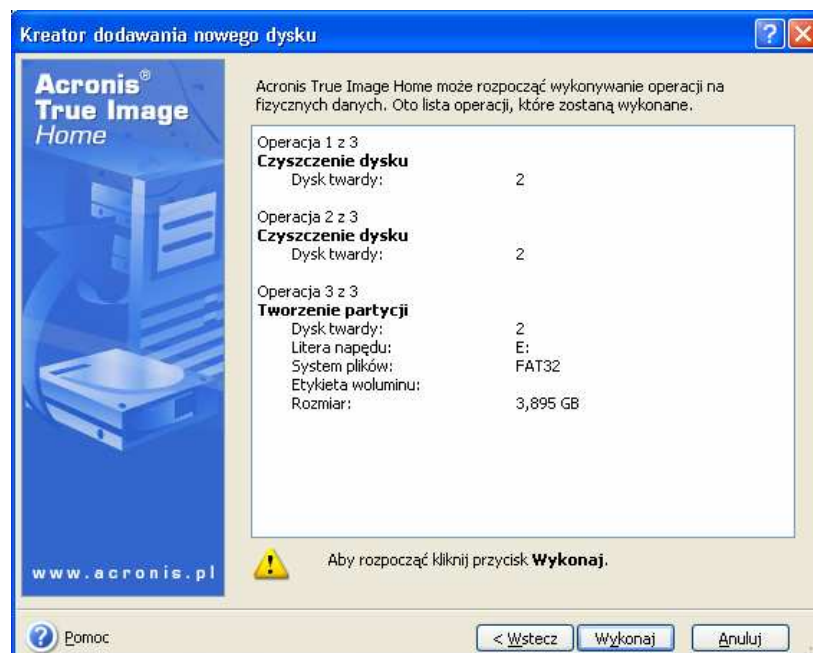 Kreator dodawania nowego dysku
Acronis®
True Image
Home
Acronis True Image Home może rozpocząć wykonywanie operacji na
fizycznych danych. Oto lista operacji, które zostaną wykonane.
Operacja 1 z 3
Czyszczenie dysku
Dysk twardy: 2
Operacja 2 z 3
Czyszczenie dysku
Dysk twardy: 2
Operacja 3 z 3
Tworzenie partycji
Dysk twardy: 2
Litera napędu: E:
System plików: FAT32
Etykieta woluminu:
Rozmiar: 3,895 GB
www.acronis.pl
Aby rozpocząć kliknij przycisk Wykonaj.
Pomoc
< Wstecz
Wykonaj
Anuluj